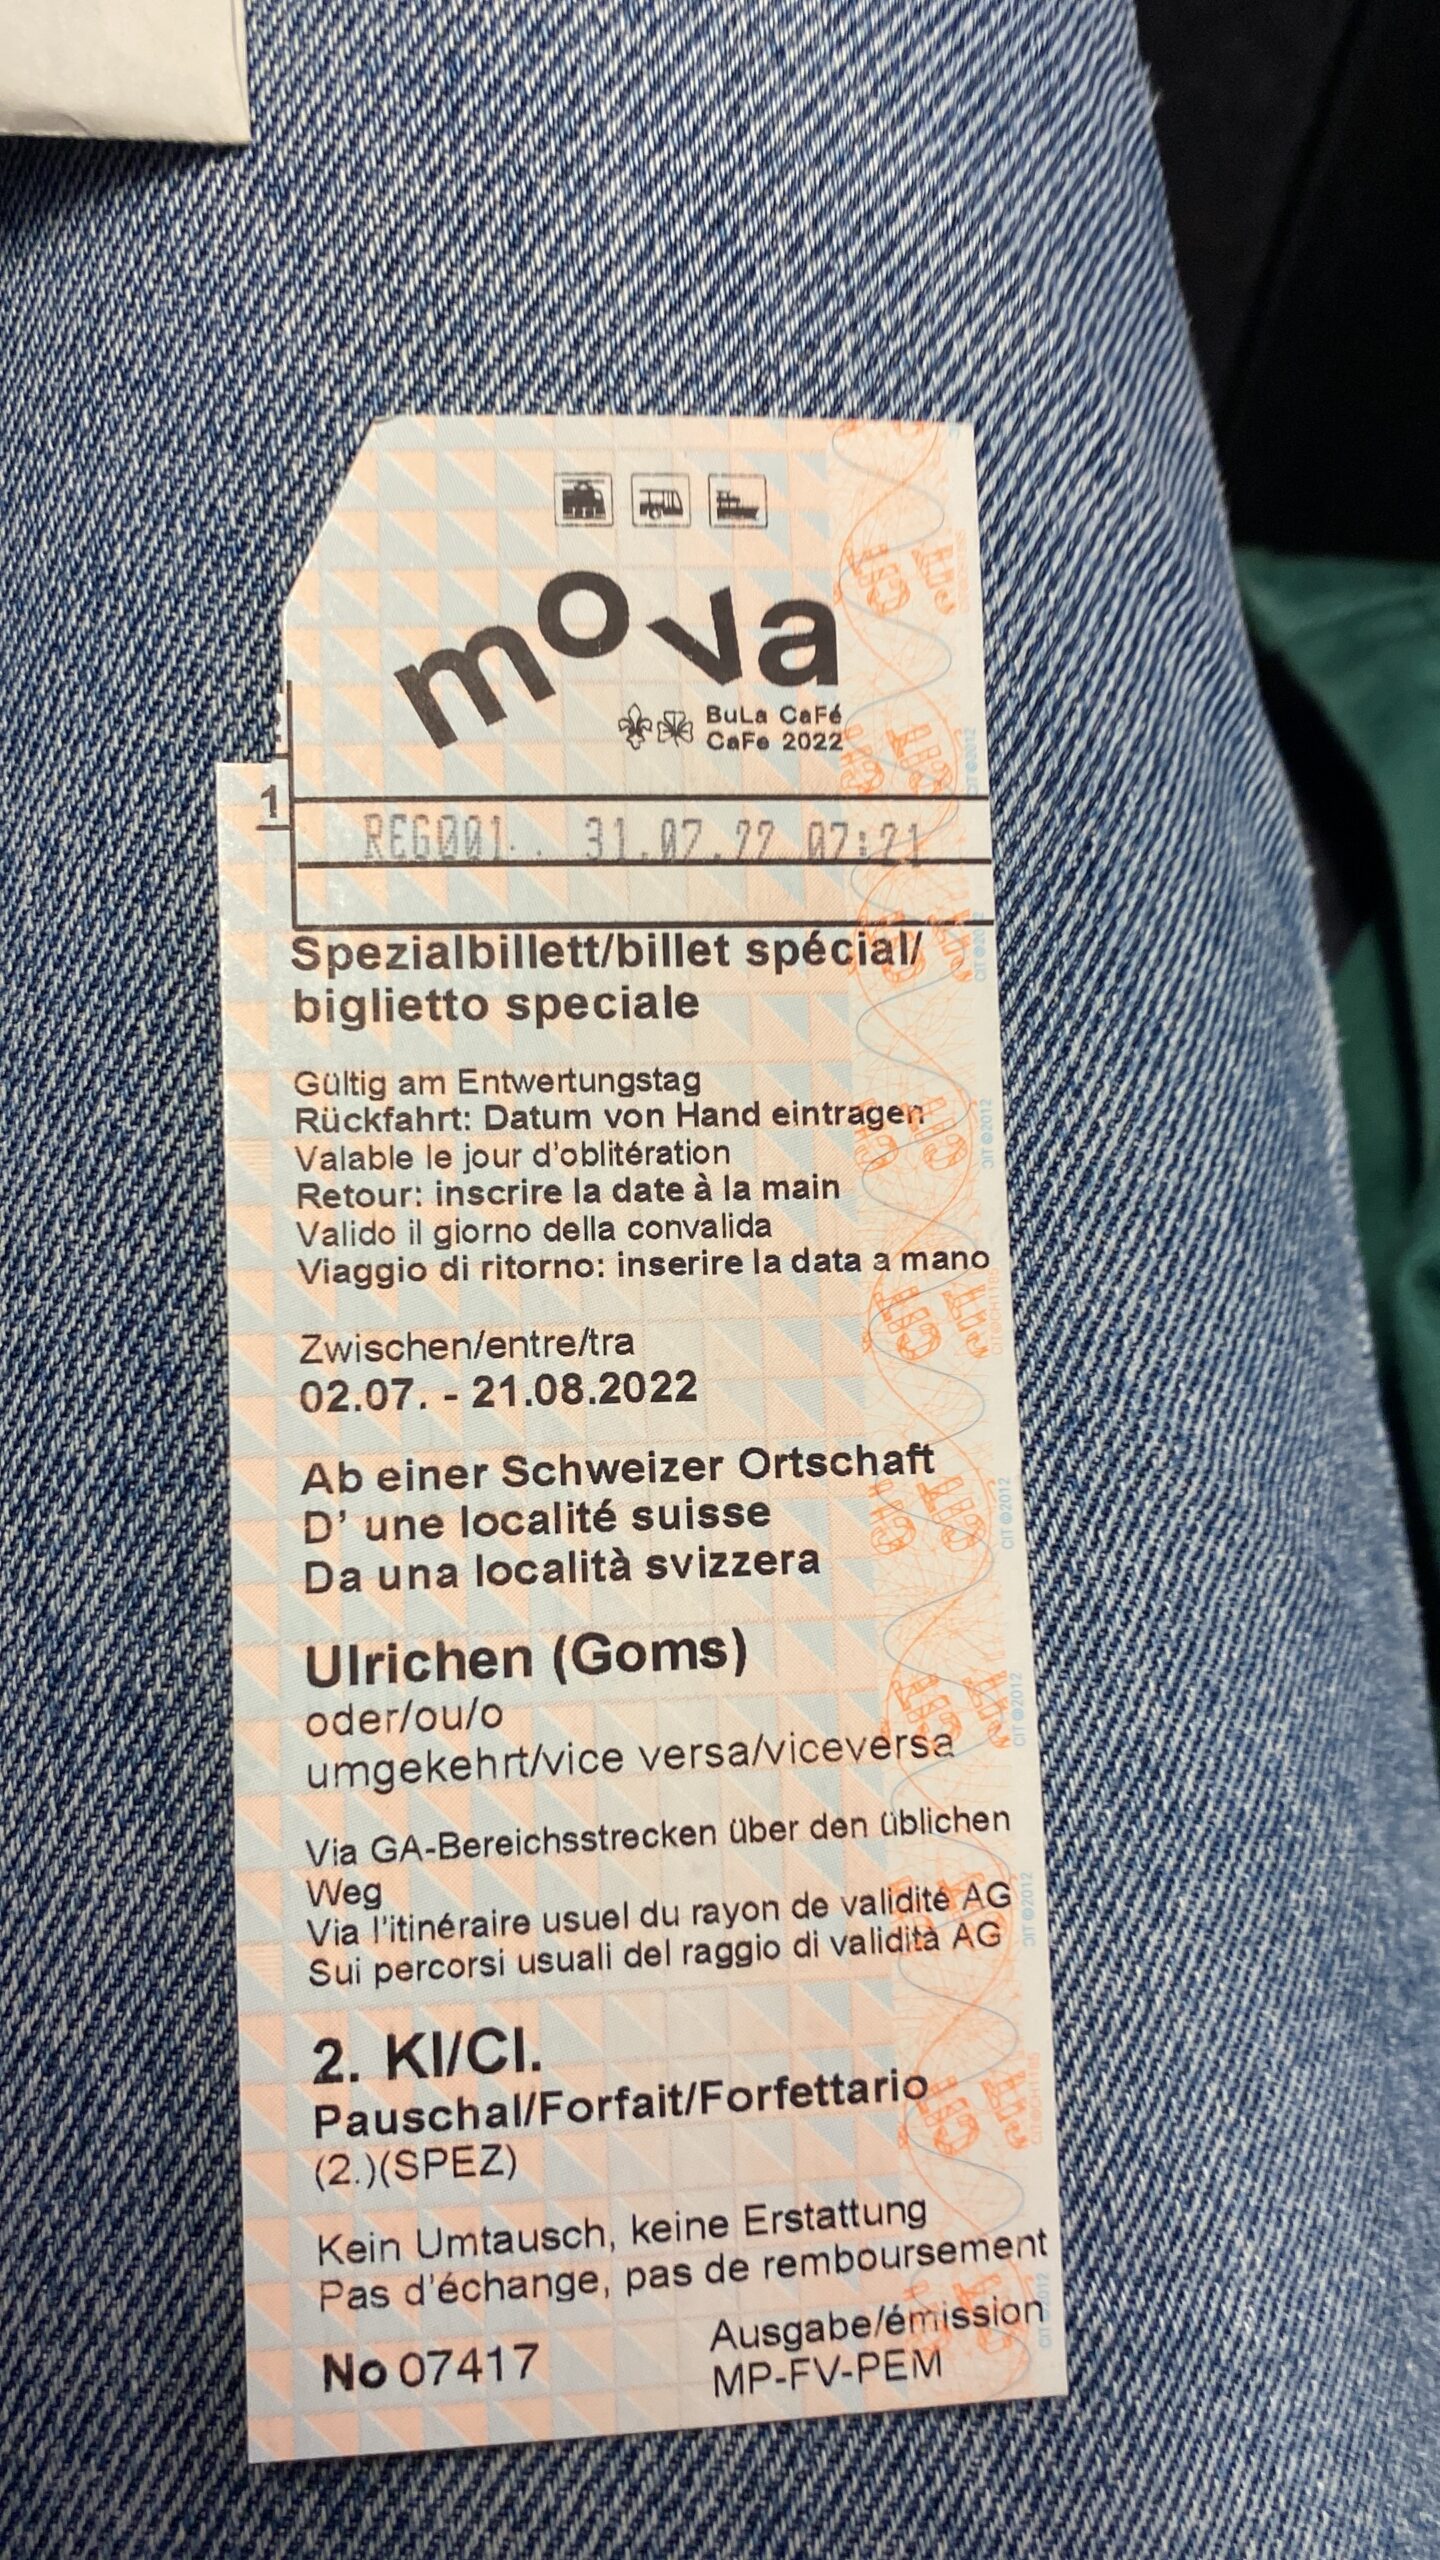 mova
BuLa CaFé
CaFe 2022
1
REG001 31.07.22 07:21
Spezialbillett/billet spécial/
biglietto speciale
Gültig am Entwertungstag
Rückfahrt: Datum von Hand eintragen
Valable le jour d'oblitération
Retour: inscrire la date à la main
Valido il giorno della convalida
Viaggio di ritorno: inserire la data a mano
Zwischen/entre/tra
02.07. - 21.08.2022
Ab einer Schweizer Ortschaft
D' une localité suisse
Da una località svizzera
Ulrichen (Goms)
oder/ou/o
umgekehrt/vice versa/viceversa
Via GA-Bereichsstrecken über den üblichen
Weg
Via l'itinéraire usuel du rayon de validité AG
Sui percorsi usuali del raggio di validità AG
2. Kl/Cl.
Pauschal/Forfait/Forfettario
(2.)(SPEZ)
Kein Umtausch, keine Erstattung
Pas d'échange, pas de remboursement
Ausgabe/émission
No 07417 MP-FV-PEM
CIT ©2012